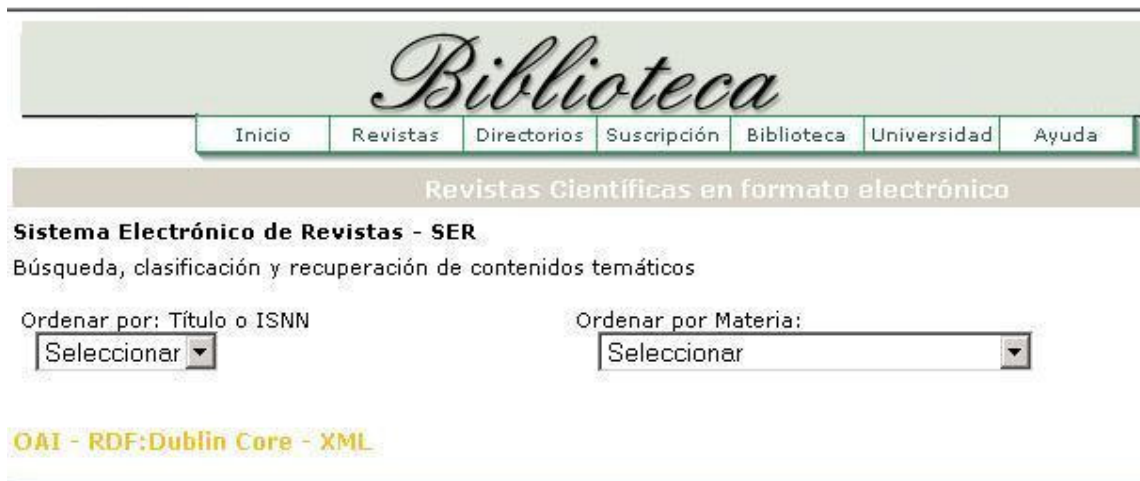 Biblioteca
Inicio Revistas Directorios Suscripción Biblioteca Universidad Ayuda
Revistas Científicas en formato electrónico
Sistema Electrónico de Revistas - SER
Búsqueda, clasificación y recuperación de contenidos temáticos
Ordenar por: Título o ISNN Ordenar por Materia:
Seleccionar Seleccionar
OAI - RDF:Dublin Core - XML